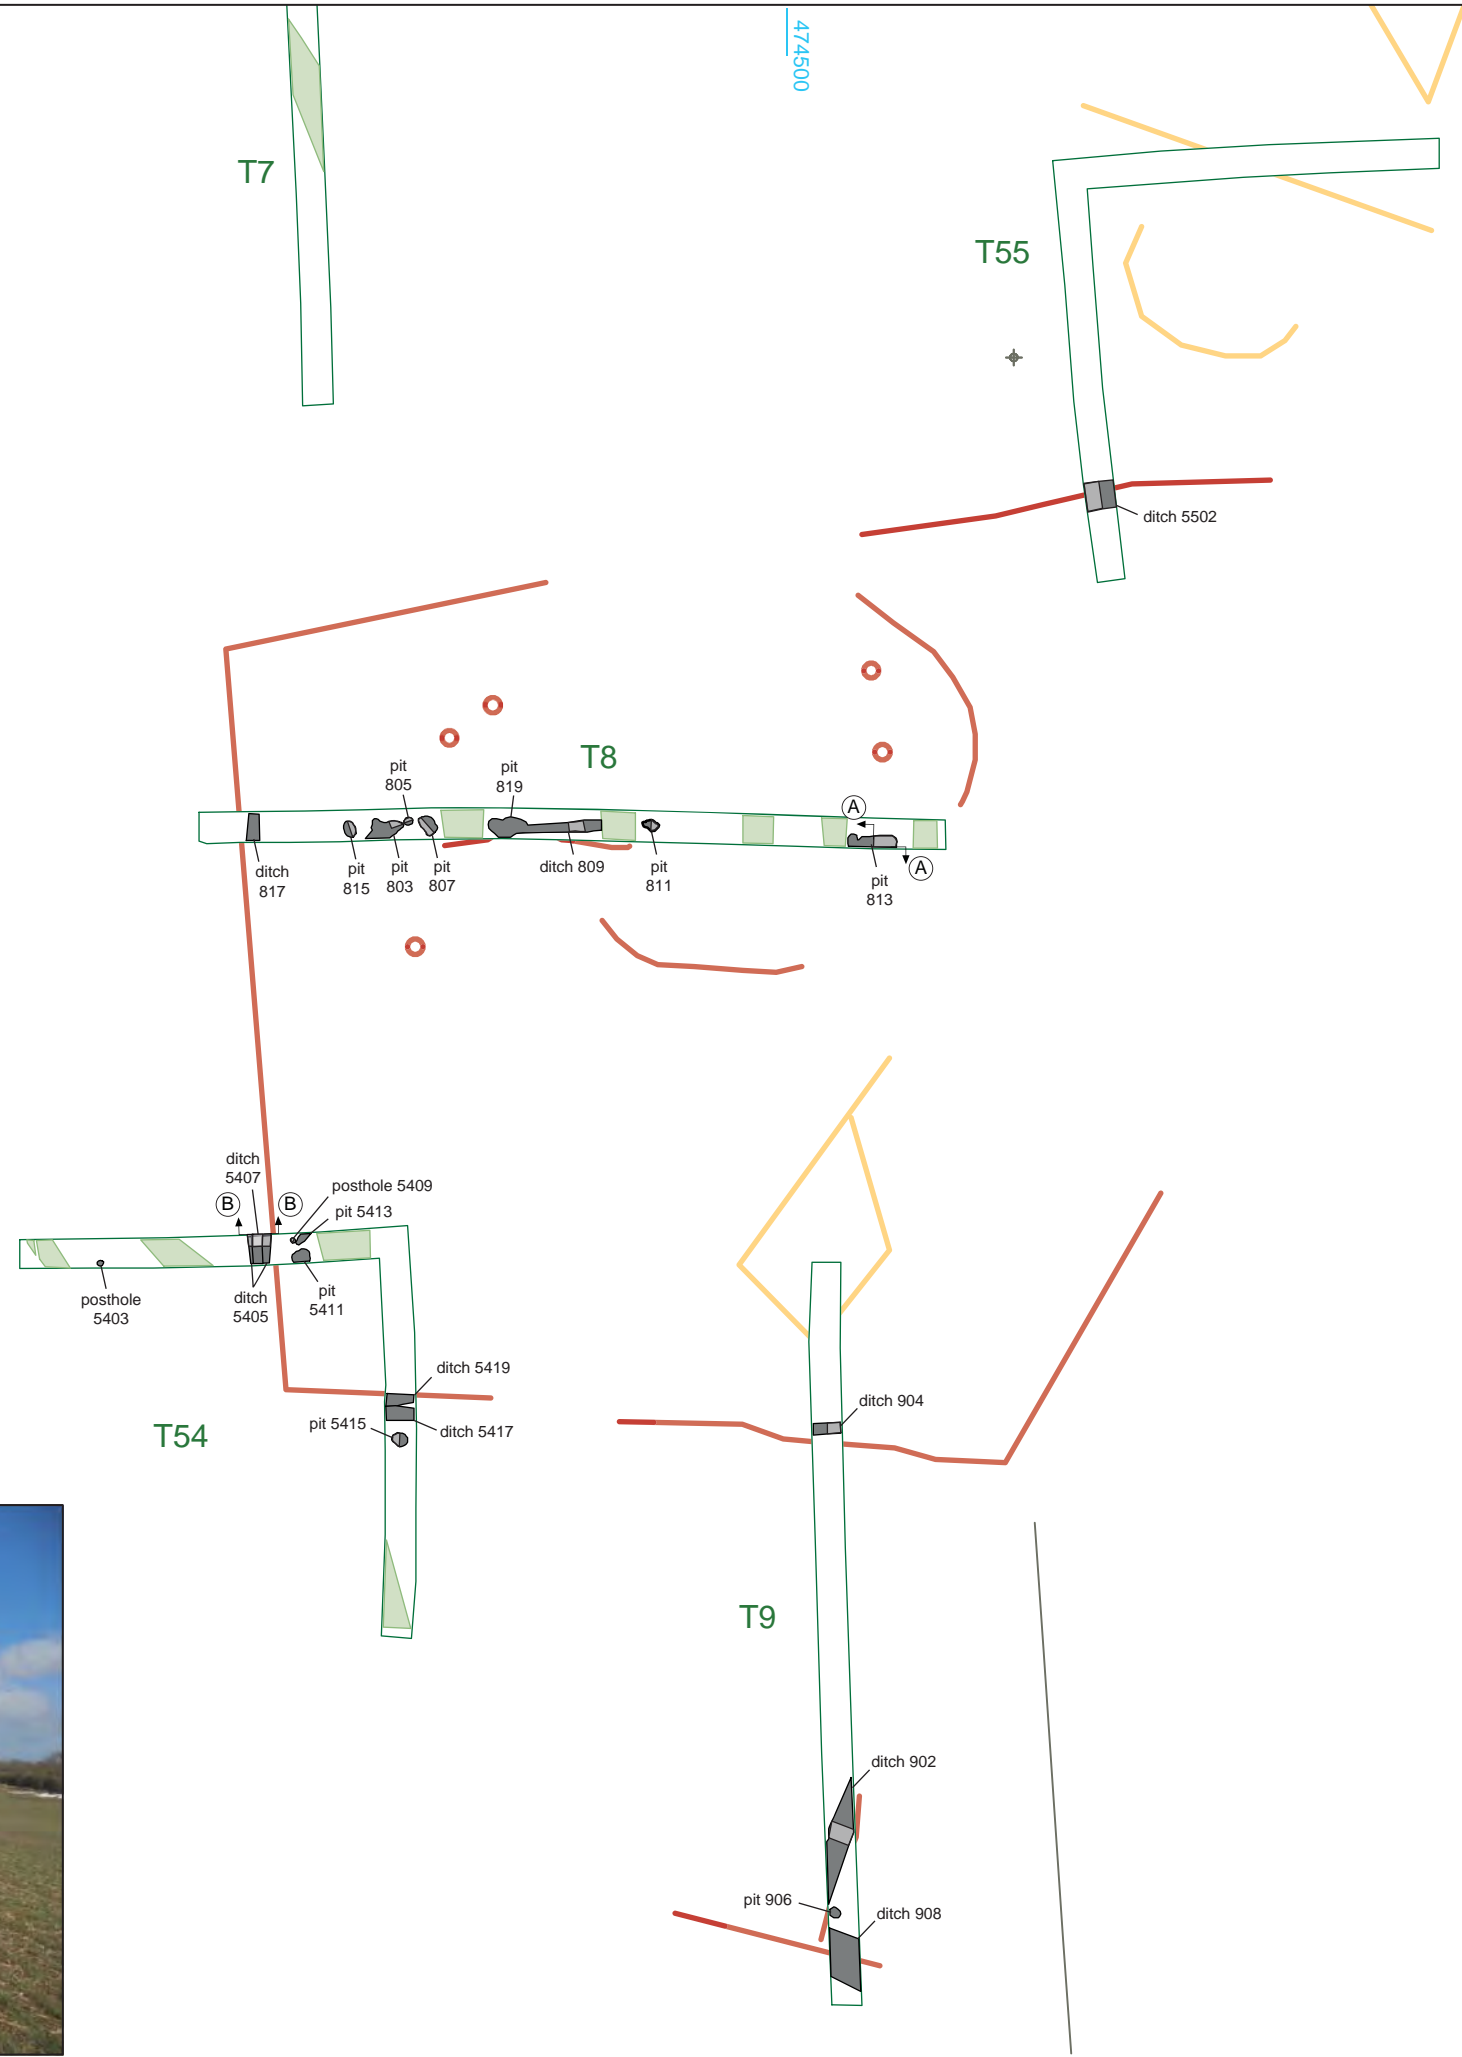 474500
T7
T55
ditch 5502
T8
pit
805
pit
819
A
ditch
817
pit
815
pit
803
pit
807
ditch 809
pit
811
pit
813
A
ditch
5407
B
B
posthole 5409
pit 5413
posthole
5403
ditch
5405
pit
5411
ditch 5419
pit 5415
ditch 5417
T54
ditch 904
T9
ditch 902
pit 906
ditch 908